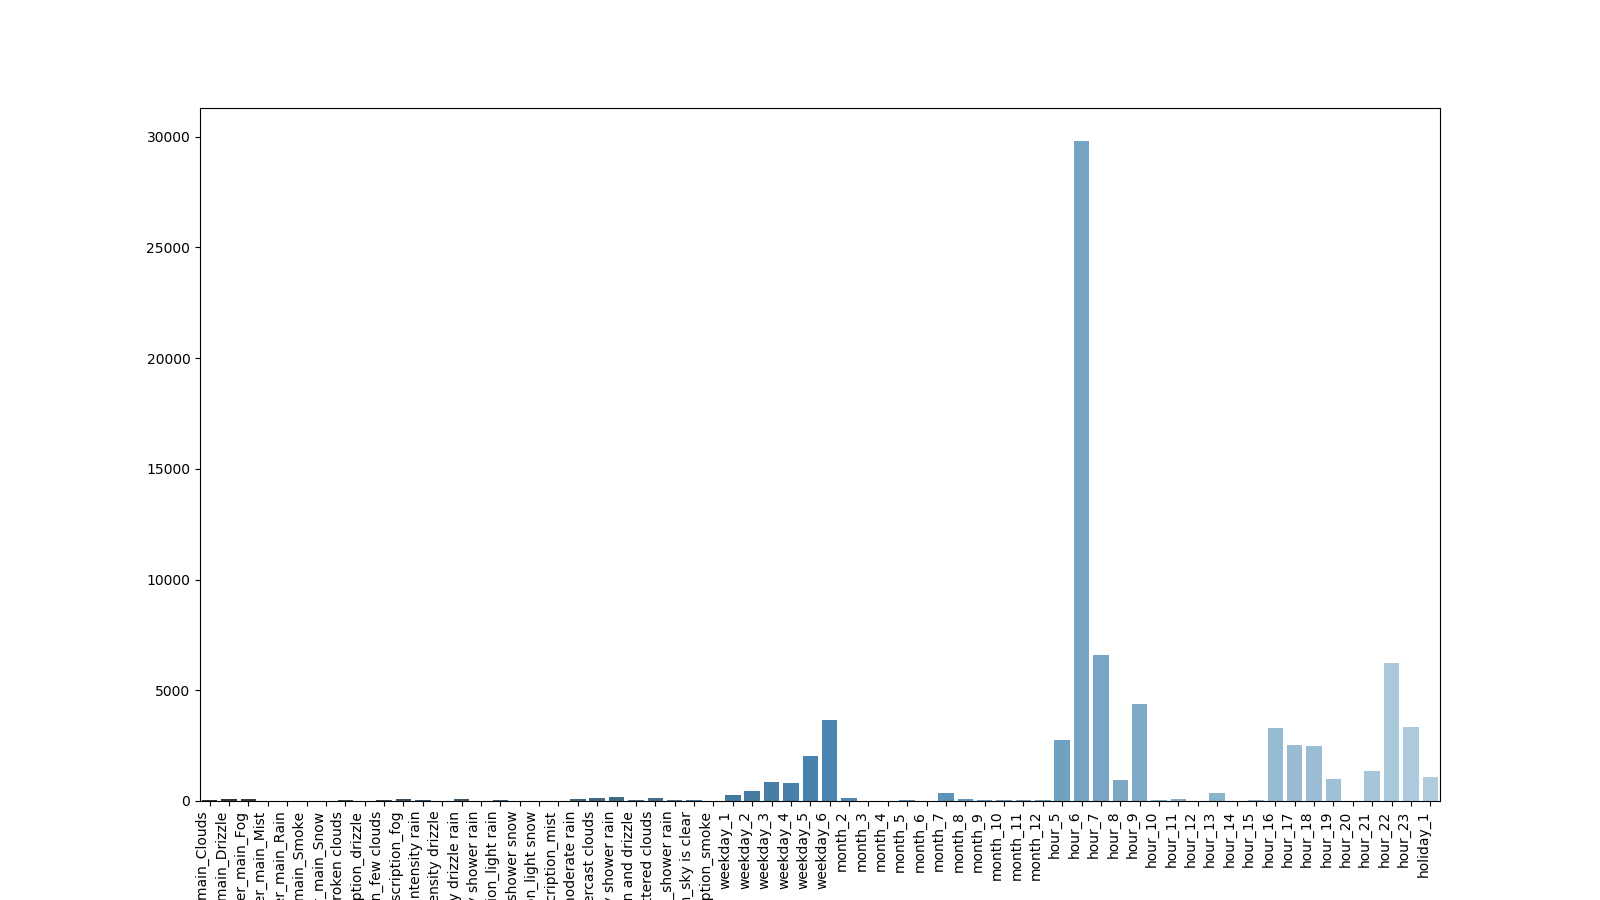 30000
25000
20000
15000
10000
5000
0
main_Clouds
main_Drizzle
er_main_Fog
er_main_Mist
er_main_Rain
main_Smoke
_main_Snow
roken clouds
ption_drizzle
n_few clouds
scription_fog
ntensity rain
ensity drizzle
y drizzle rain
shower rain
ion_light rain
shower snow
on_light snow
cription_mist
moderate rain
ercast clouds
shower rain
n and drizzle
ttered clouds
_shower rain
_sky is clear
ption_smoke
weekday_1
weekday_2
weekday_3
weekday_4
weekday_5
weekday_6
month_2
month_3
month_4
month_5
month_6
month_7
month_8
month_9
month_10
month_11
month_12
hour_5
hour_6
hour_7
hour_8
hour_9
hour_10
hour_11
hour_12
hour_13
hour_14
hour_15
hour_16
hour_17
hour_18
hour_19
hour_20
hour_21
hour_22
hour_23
holiday_1